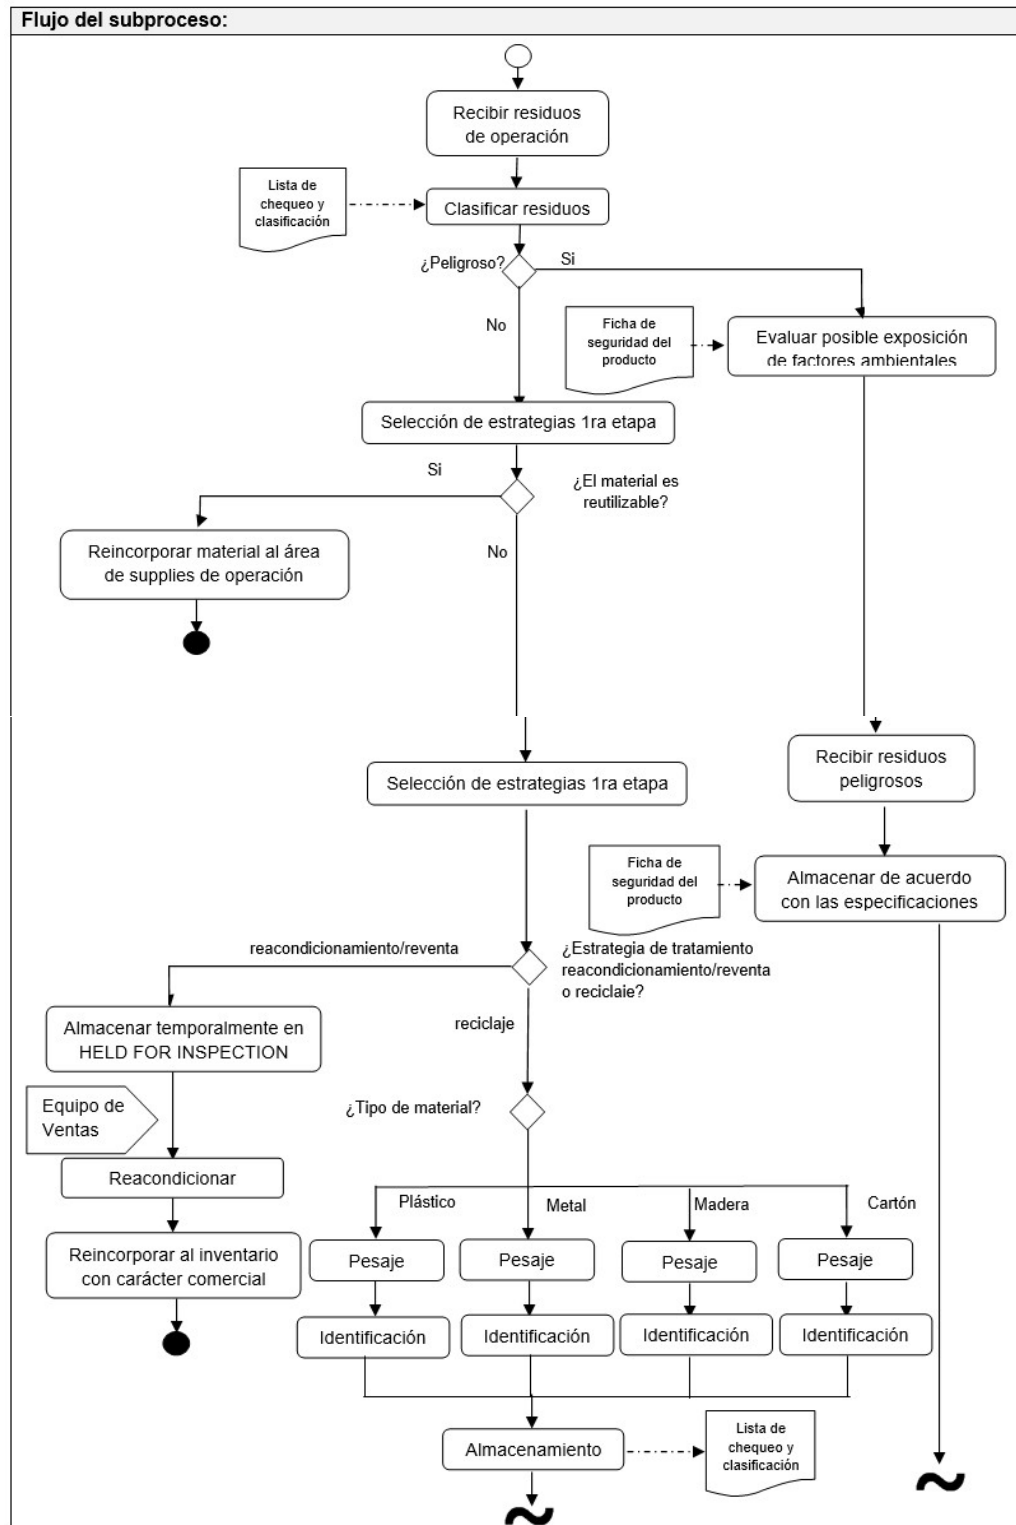 Flujo del subproceso:
Recibir residuos
de operación
Lista de
chequeo y
clasificación
Clasificar residuos
¿Peligroso?
Si
No
Ficha de
seguridad del
producto
Evaluar posible exposición
de factores ambientales
Selección de estrategias 1ra etapa
Si
¿El material es
reutilizable?
Reincorporar material al área
de supplies de operación
No
Recibir residuos
peligrosos
Selección de estrategias 1ra etapa
Ficha de
seguridad del
producto
Almacenar de acuerdo
con las especificaciones
reacondicionamiento/reventa
¿Estrategia de tratamiento
reacondicionamiento/reventa
o reciclaje?
Almacenar temporalmente en
HELD FOR INSPECTION
reciclaje
Equipo de
Ventas
¿Tipo de material?
Reacondicionar
Plástico
Metal
Madera
Cartón
Reincorporar al inventario
con carácter comercial
Pesaje
Pesaje
Pesaje
Pesaje
Identificación
Identificación
Identificación
Identificación
Almacenamiento
Lista de
chequeo y
clasificación